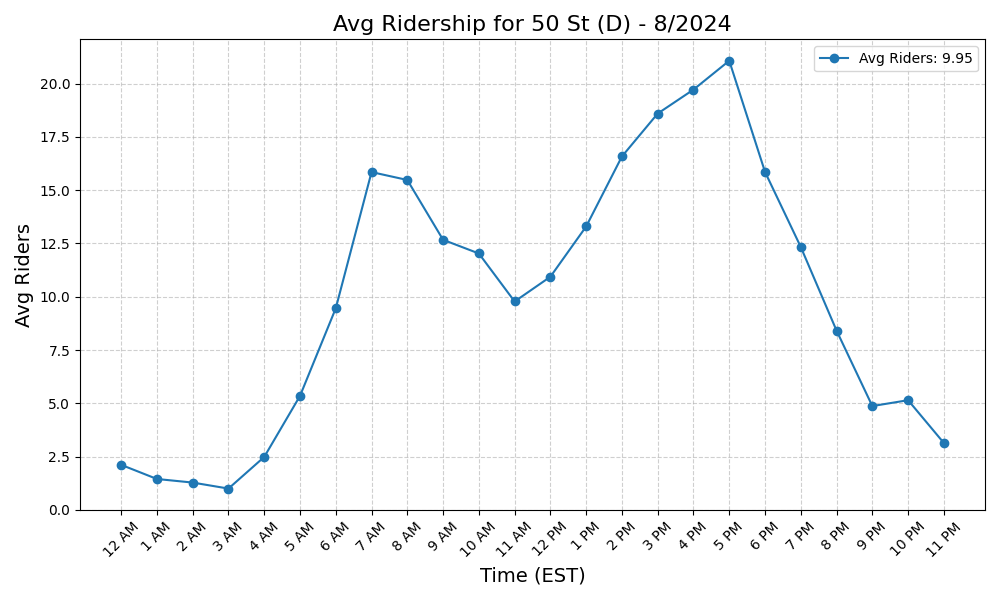 Avg Ridership for 50 St (D) - 8/2024
Avg Riders: 9.95
Avg Riders
20.0
17.5
15.0
12.5
10.0
7.5
5.0
2.5
0.0
12 AM
1 AM
2 AM
3 AM
4 AM
5 AM
6 AM
7 AM
8 AM
9 AM
10 AM
11 AM
12 PM
1 PM
2 PM
3 PM
4 PM
5 PM
6 PM
7 PM
8 PM
9 PM
10 PM
11 PM
Time (EST)